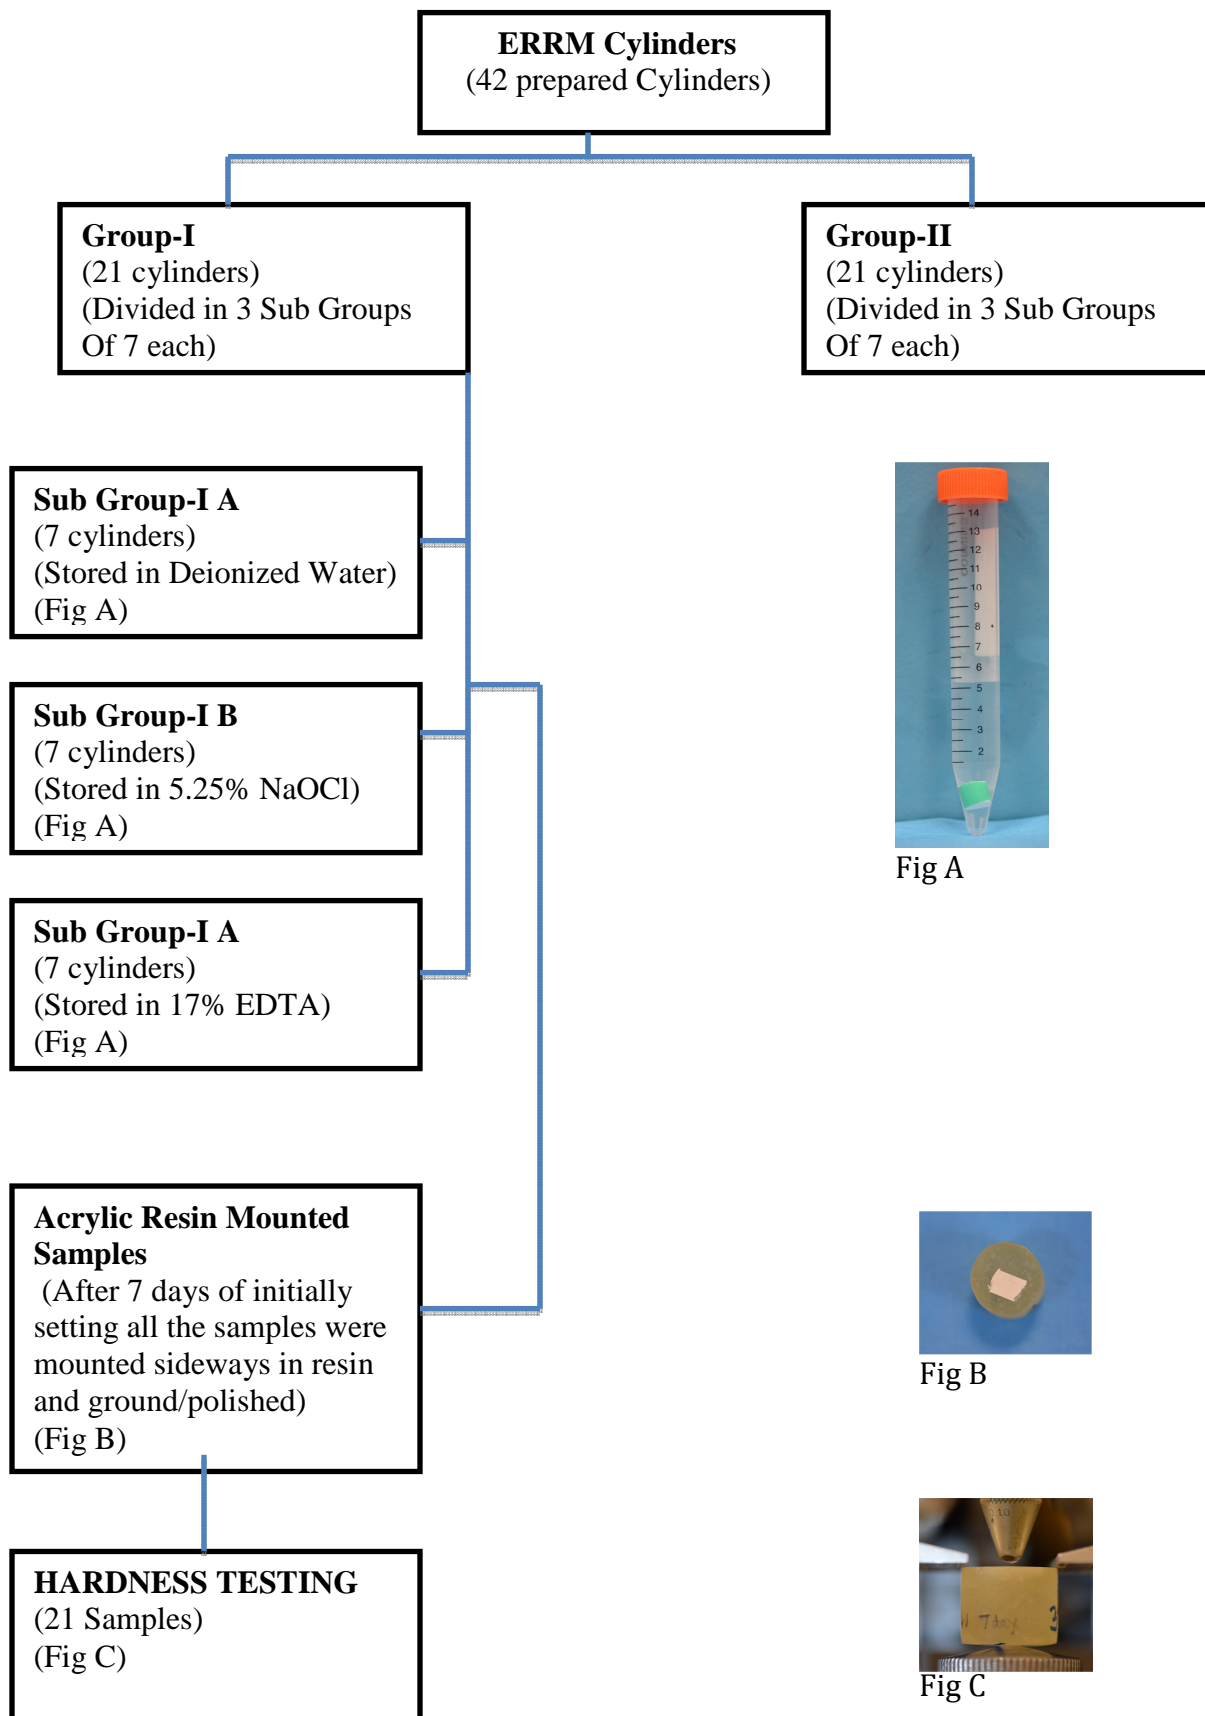 ERRM Cylinders
(42 prepared Cylinders)
Group-I
(21 cylinders)
(Divided in 3 Sub Groups
Of 7 each)
Group-II
(21 cylinders)
(Divided in 3 Sub Groups
Of 7 each)
Sub Group-I A
(7 cylinders)
(Stored in Deionized Water)
(Fig A)
Sub Group-I B
(7 cylinders)
(Stored in 5.25% NaOCl)
(Fig A)
Sub Group-I A
(7 cylinders)
(Stored in 17% EDTA)
(Fig A)
14
13
12
11
10
9
8
7
6
5
4
3
2
Fig A
Acrylic Resin Mounted
Samples
(After 7 days of initially
setting all the samples were
mounted sideways in resin
and ground/polished)
(Fig B)
Fig B
HARDNESS TESTING
(21 Samples)
(Fig C)
W 7day
Fig C